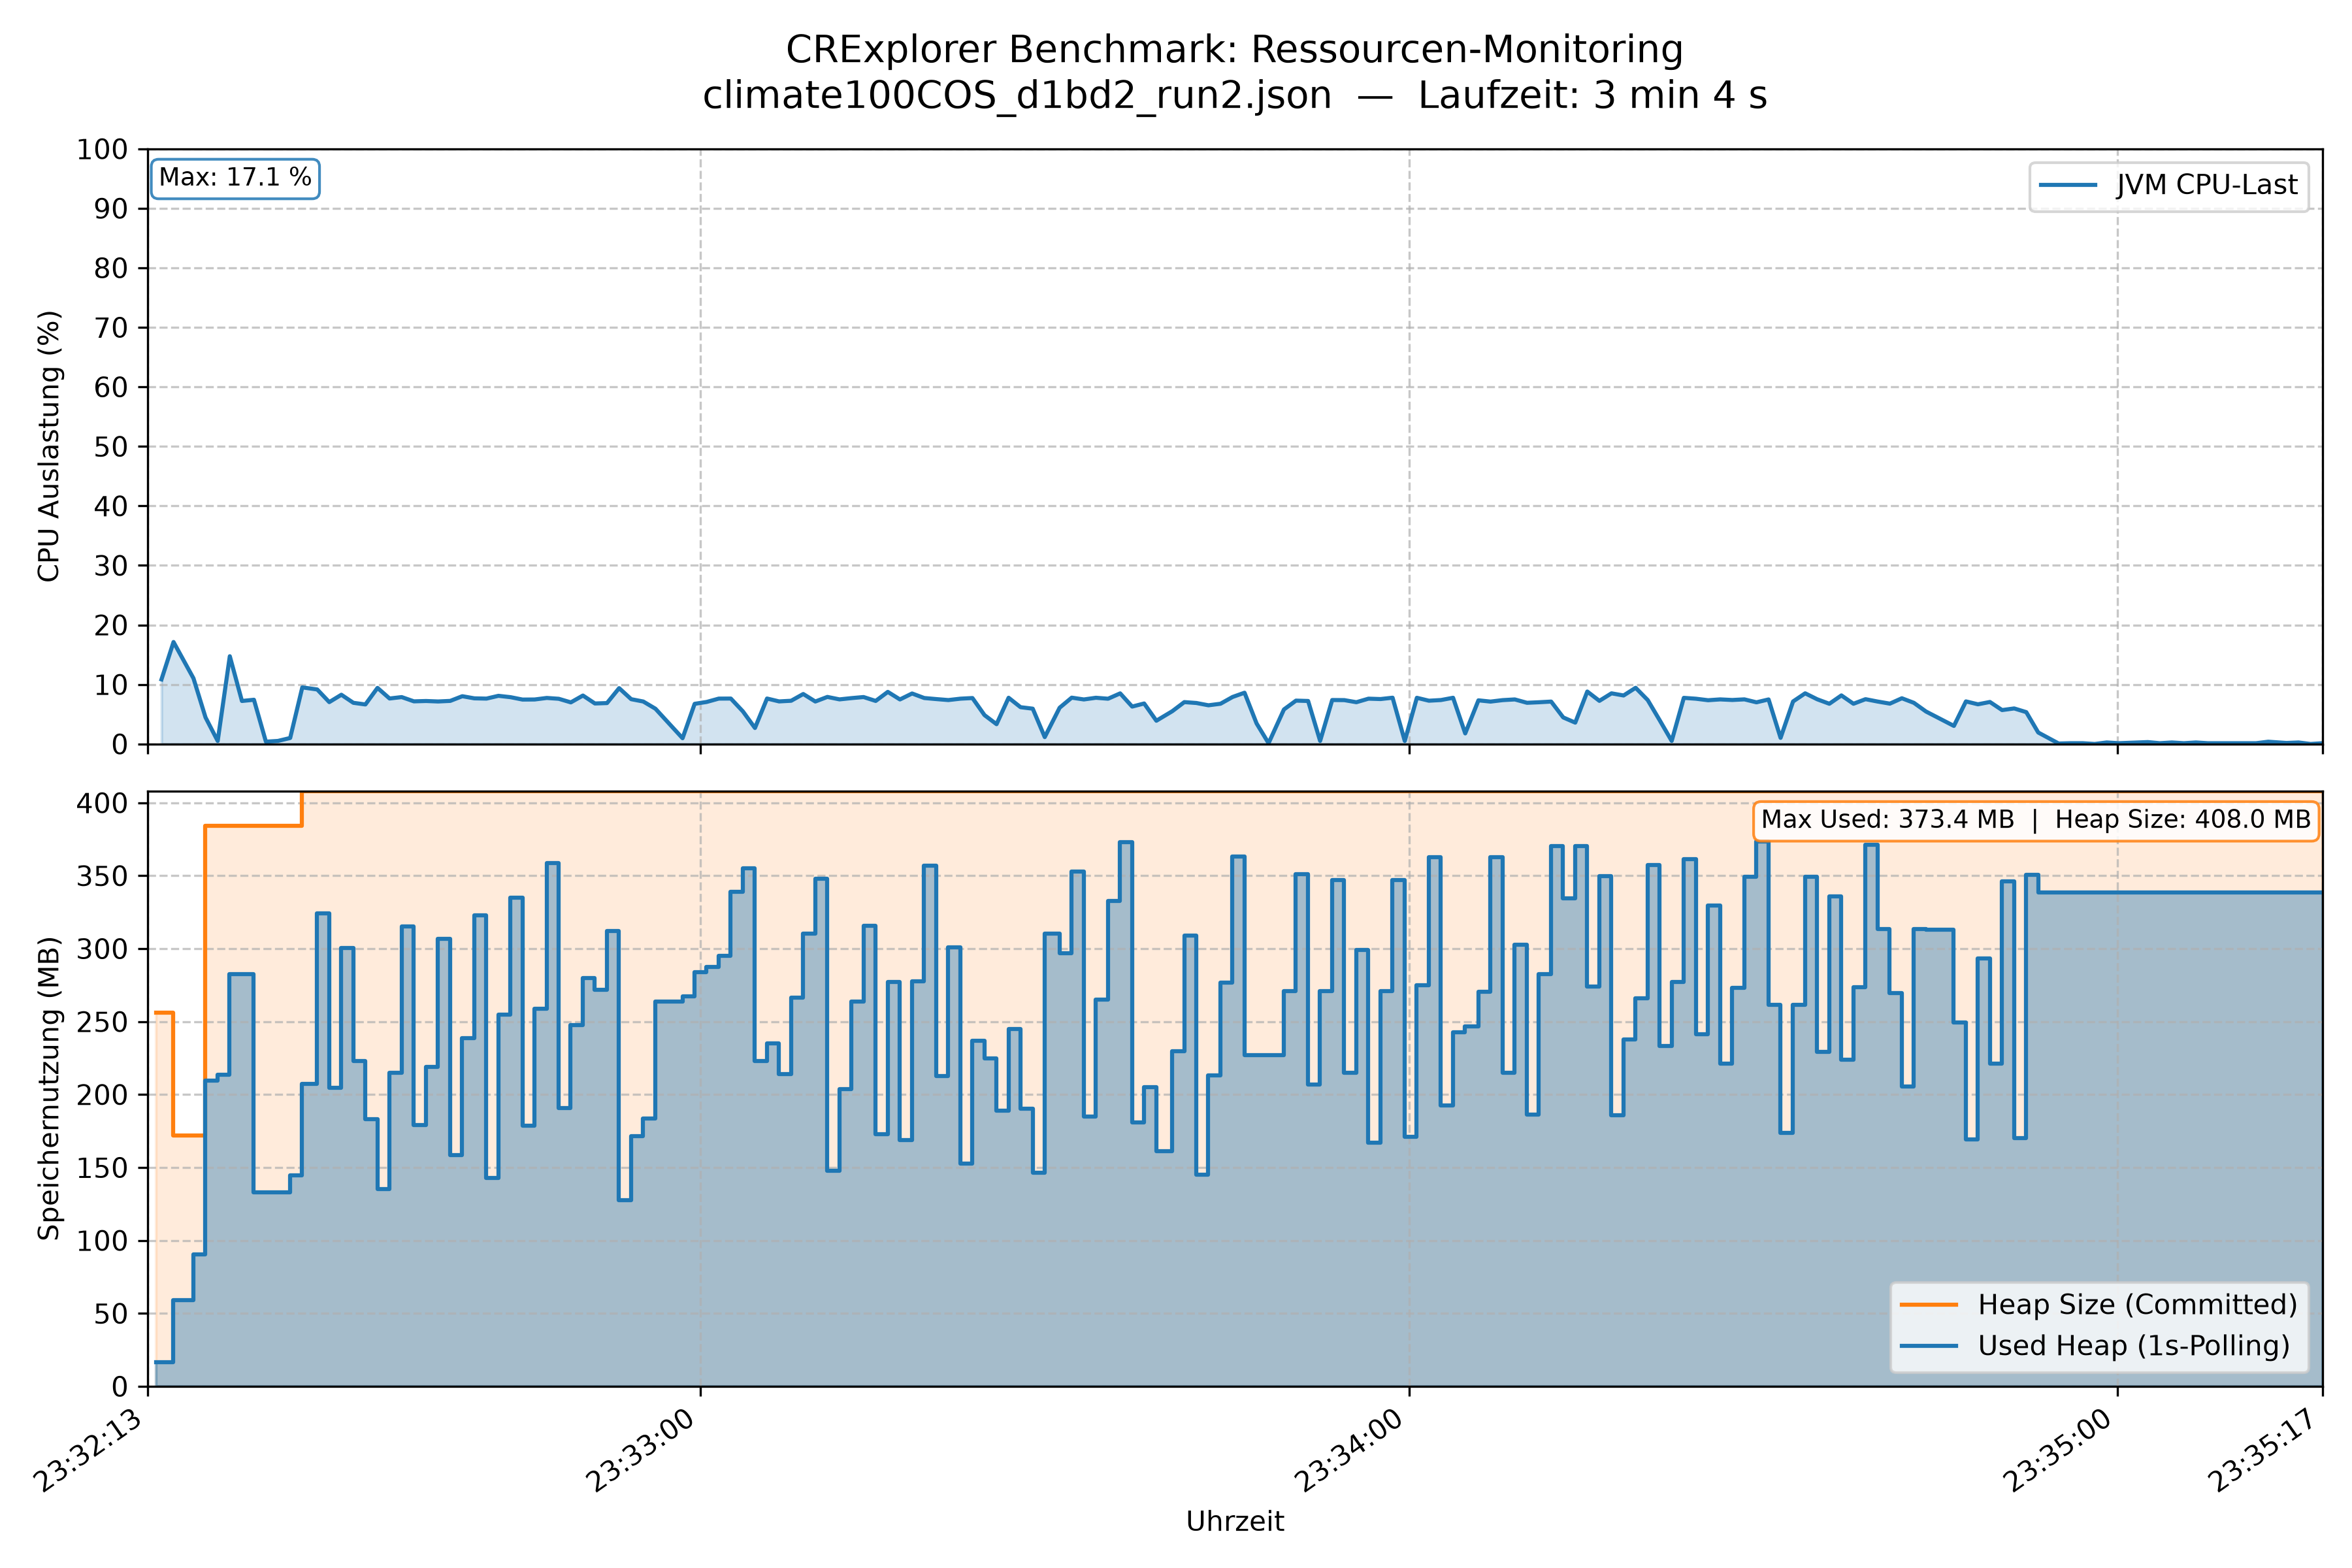 CRExplorer Benchmark: Ressourcen-Monitoring
climate100COS_d1bd2_run2.json — Laufzeit: 3 min 4 s
100
90
80
70
60
50
40
30
20
10
0
CPU Auslastung (%)
Max: 17.1 %
JVM CPU-Last
400
350
300
250
200
150
100
50
0
Speichernutzung (MB)
Max Used: 373.4 MB | Heap Size: 408.0 MB
Heap Size (Committed)
Used Heap (1s-Polling)
23:32:13
23:33:00
23:34:00
23:35:00
23:35:17
Uhrzeit